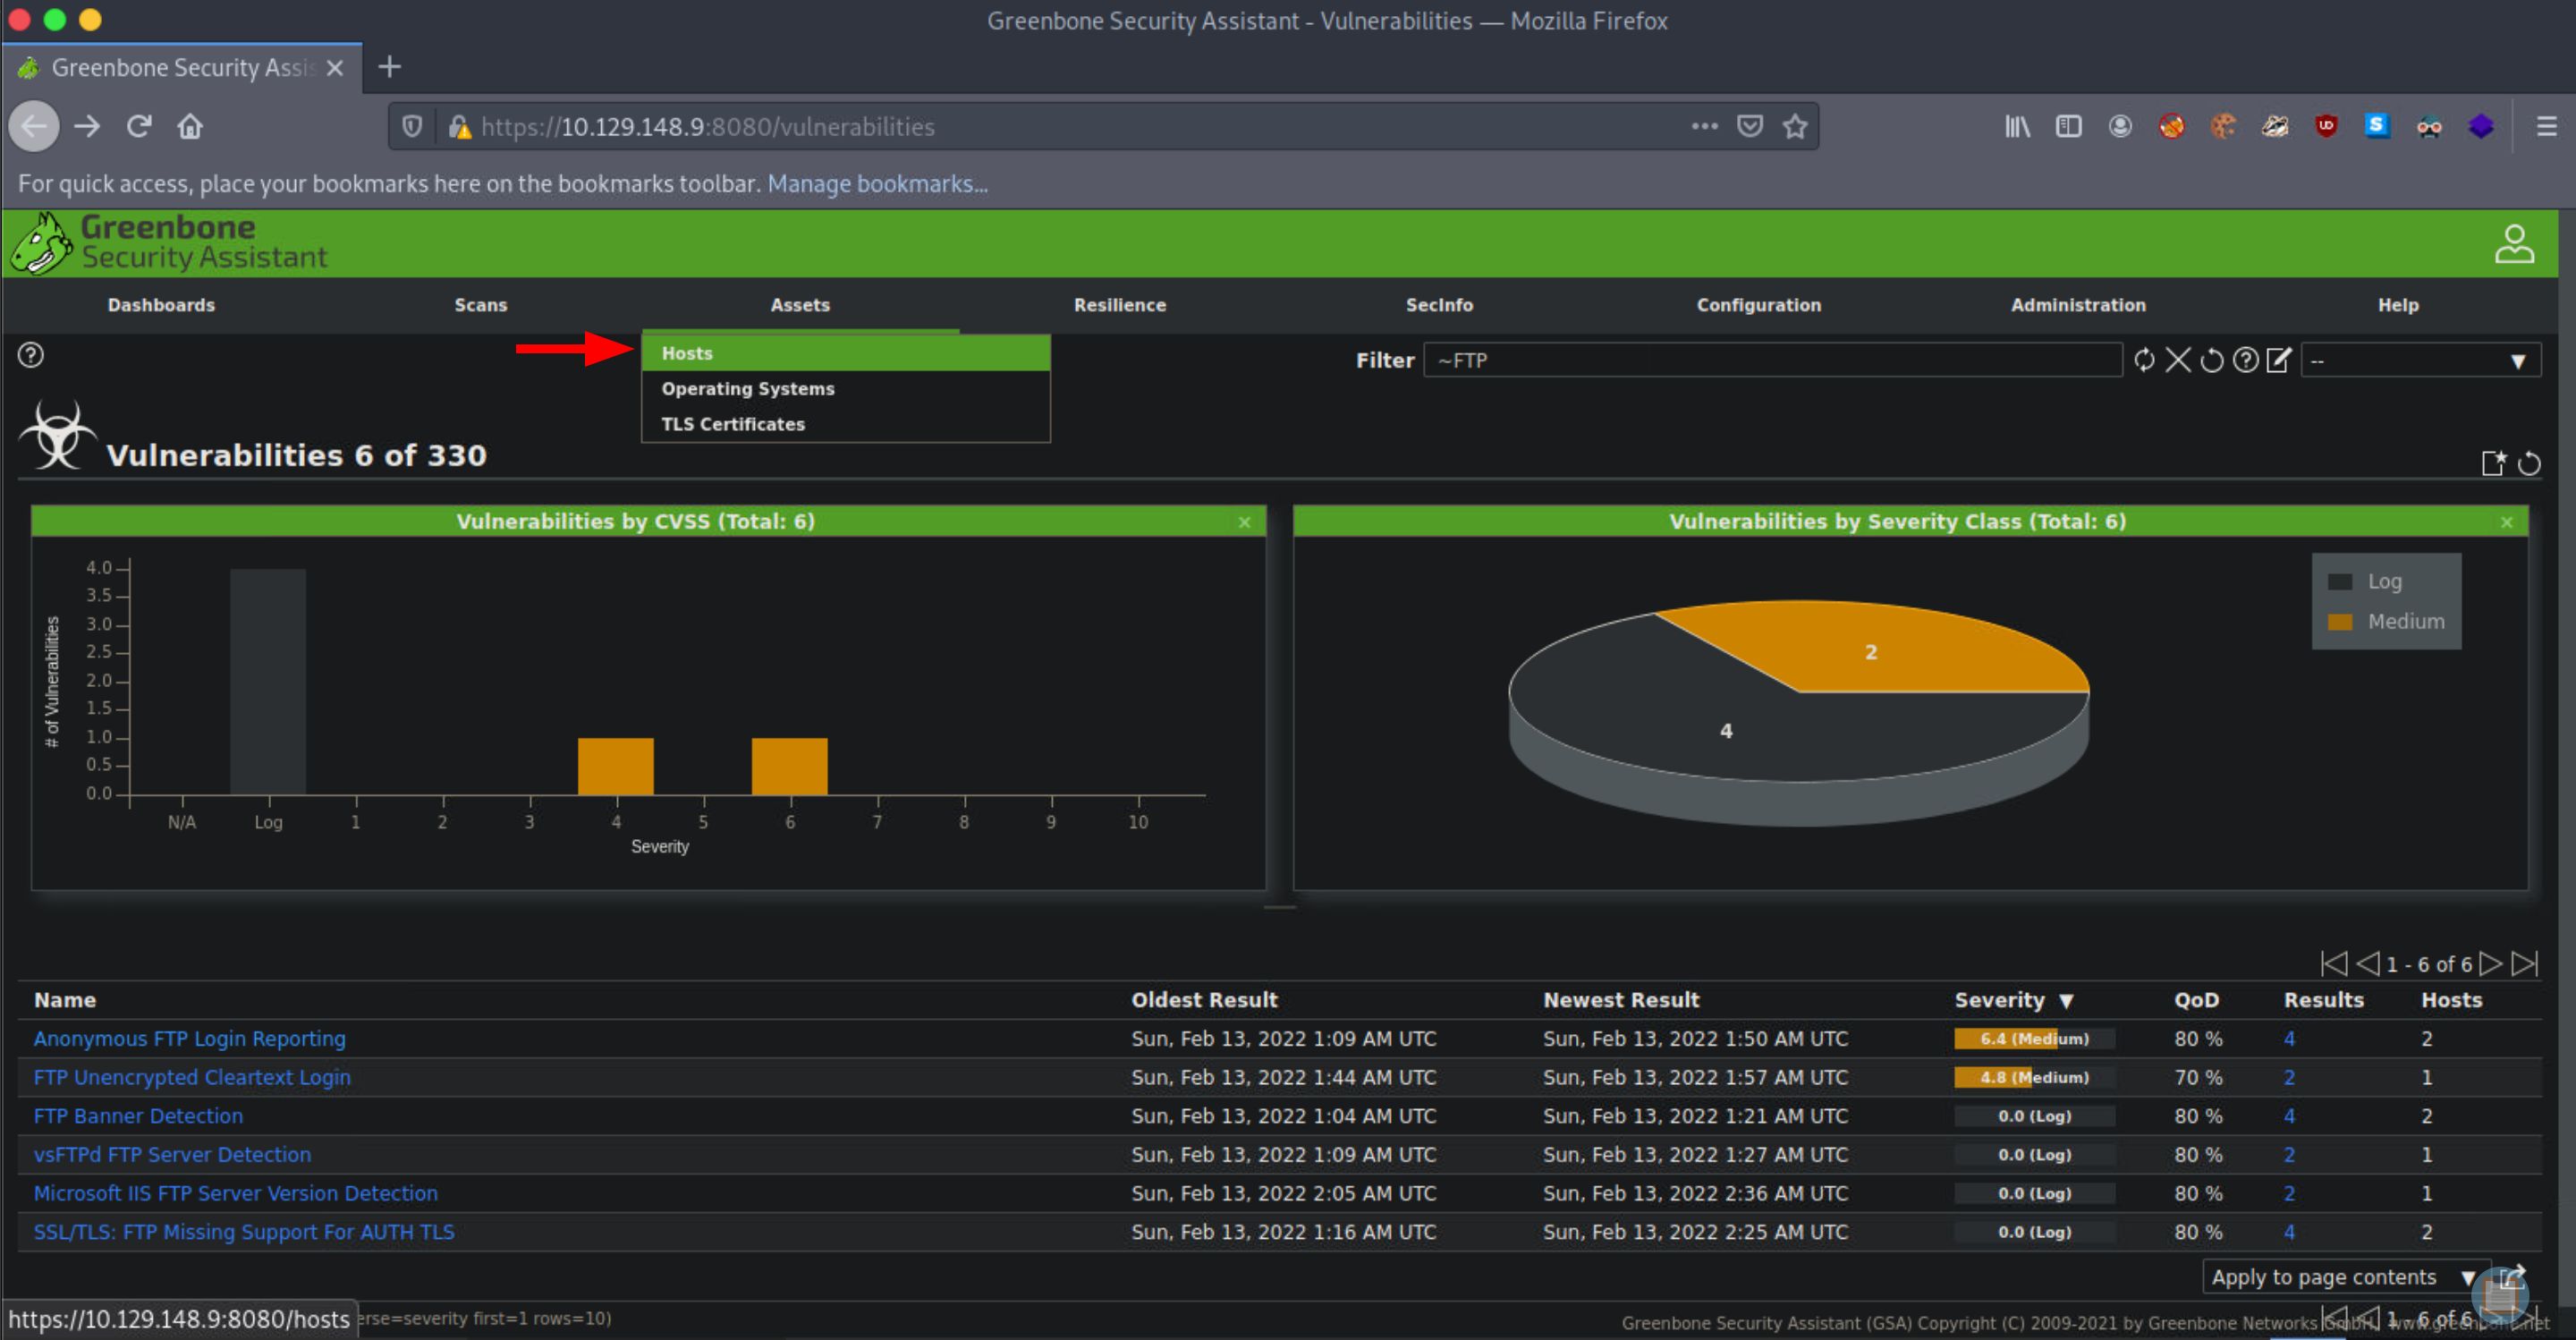 Greenbone Security Assistant - Vulnerabilities — Mozilla Firefox
Greenbone Security Assis
https://10.129.148.9:8080/vulnerabilities
For quick access, place your bookmarks here on the bookmarks toolbar. Manage bookmarks...
Greenbone
Security Assistant
Dashboards Scans Assets Resilience SecInfo Configuration Administration Help
Hosts
Operating Systems
TLS Certificates
Filter ~FTP --
Vulnerabilities 6 of 330
Vulnerabilities by CVSS (Total: 6)
4.0
3.5
3.0
2.5
2.0
1.5
1.0
0.5
0.0
# of Vulnerabilities
N/A Log 1 2 3 4 5 6 7 8 9 10
Severity
Vulnerabilities by Severity Class (Total: 6)
Log
Medium
2
4
1 - 6 of 6
Name Oldest Result Newest Result Severity ▼ QoD Results Hosts
Anonymous FTP Login Reporting Sun, Feb 13, 2022 1:09 AM UTC Sun, Feb 13, 2022 1:50 AM UTC 6.4 (Medium) 80 % 4 2
FTP Unencrypted Cleartext Login Sun, Feb 13, 2022 1:44 AM UTC Sun, Feb 13, 2022 1:57 AM UTC 4.8 (Medium) 70 % 2 1
FTP Banner Detection Sun, Feb 13, 2022 1:04 AM UTC Sun, Feb 13, 2022 1:21 AM UTC 0.0 (Log) 80 % 4 2
vsFTPd FTP Server Detection Sun, Feb 13, 2022 1:09 AM UTC Sun, Feb 13, 2022 1:27 AM UTC 0.0 (Log) 80 % 2 1
Microsoft IIS FTP Server Version Detection Sun, Feb 13, 2022 2:05 AM UTC Sun, Feb 13, 2022 2:36 AM UTC 0.0 (Log) 80 % 2 1
SSL/TLS: FTP Missing Support For AUTH TLS Sun, Feb 13, 2022 1:16 AM UTC Sun, Feb 13, 2022 2:25 AM UTC 0.0 (Log) 80 % 4 2
Apply to page contents
https://10.129.148.9:8080/hosts erse=severity first=1 rows=10)
1 - 6 of 6
Greenbone Security Assistant (GSA) Copyright (C) 2009-2021 by Greenbone Networks GmbH,